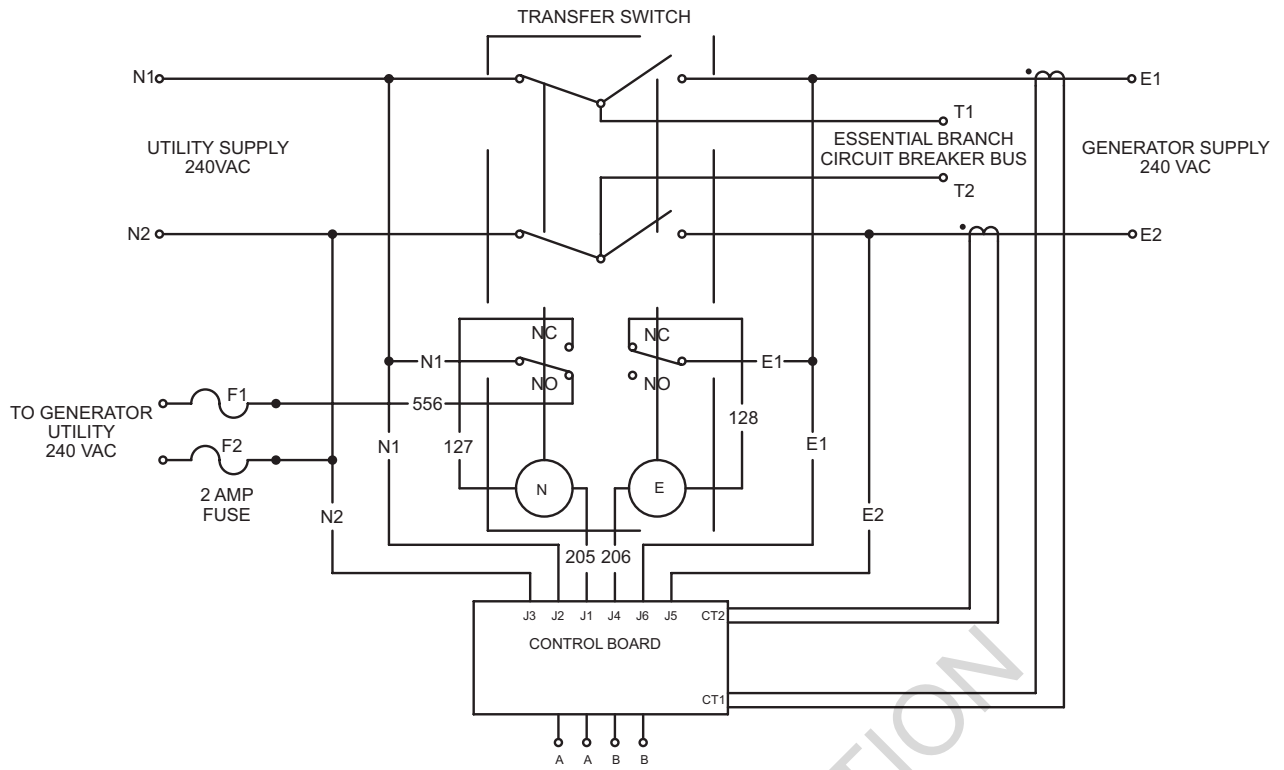 TRANSFER SWITCH
N1
E1
T1
UTILITY SUPPLY
240VAC
ESSENTIAL BRANCH
CIRCUIT BREAKER BUS
GENERATOR SUPPLY
240 VAC
T2
N2
E2
NC
NC
N1
E1
NO
NO
F1
556
TO GENERATOR
UTILITY
240 VAC
128
N1
127
E1
F2
N
E
2 AMP
FUSE
N2
E2
205
206
J3
J2
J1
J4
J6
J5
CT2
CONTROL BOARD
CT1
A
A
B
B